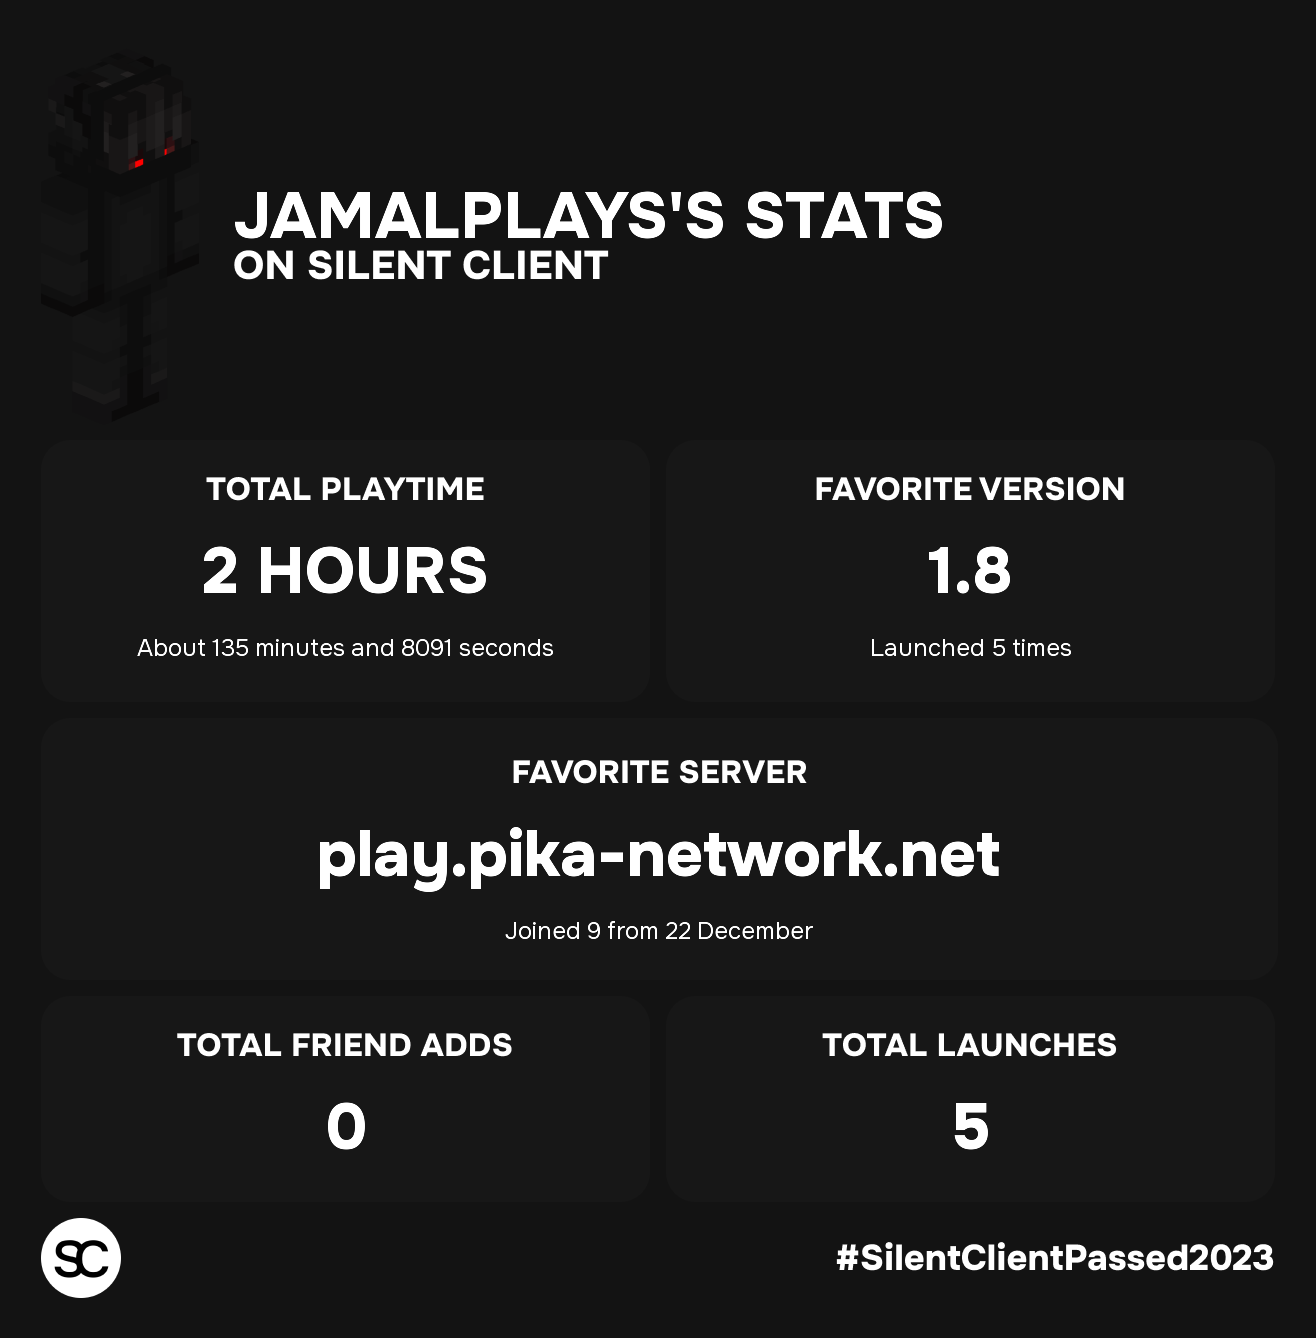 JAMALPLAYS'S STATS
ON SILENT CLIENT
TOTAL PLAYTIME
2 HOURS
About 135 minutes and 8091 seconds
FAVORITE VERSION
1.8
Launched 5 times
FAVORITE SERVER
play.pika-network.net
Joined 9 from 22 December
TOTAL FRIEND ADDS
0
TOTAL LAUNCHES
5
SC
#SilentClientPassed2023